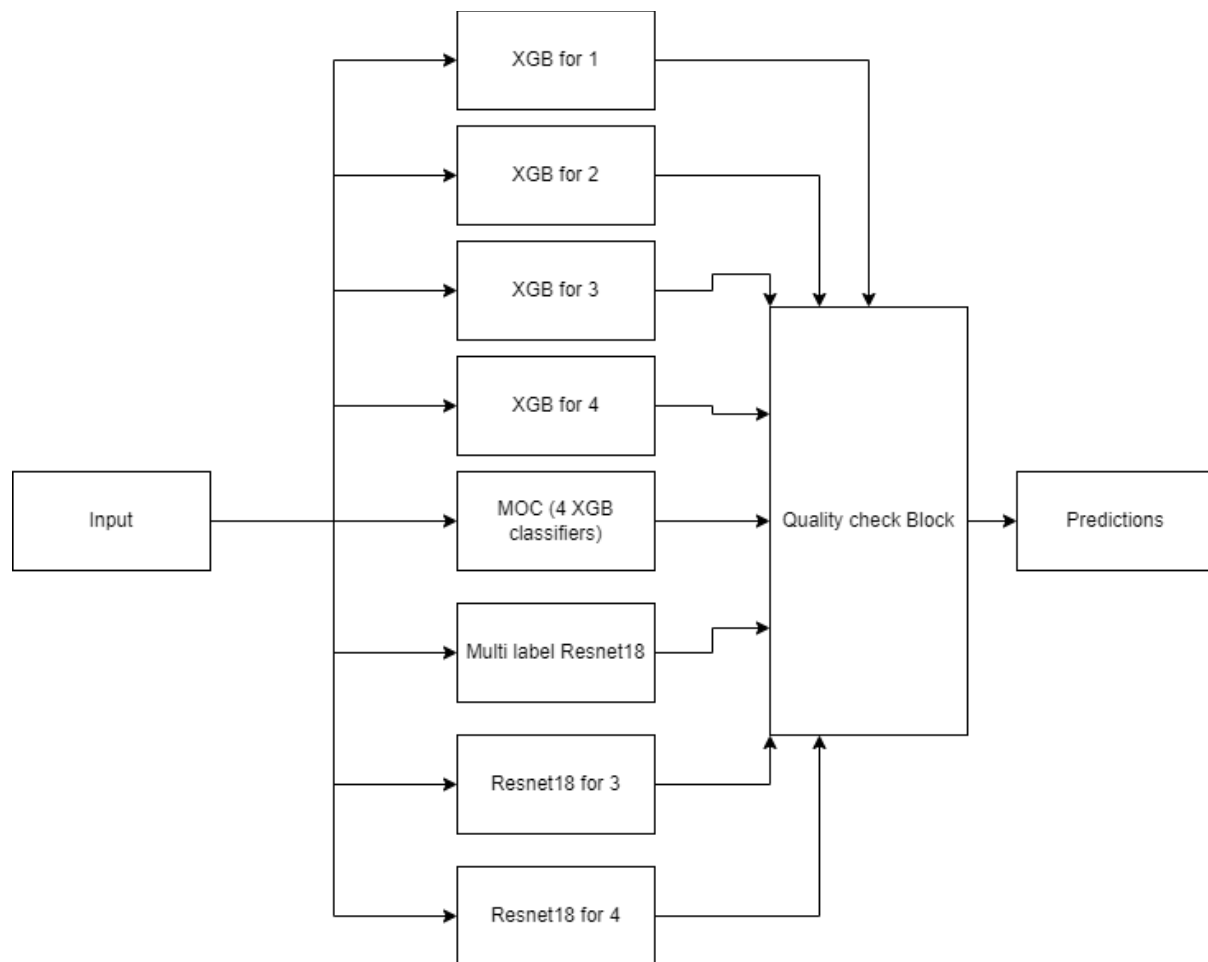 XGB for 1
XGB for 2
XGB for 3
XGB for 4
Input
MOC (4 XGB
classifiers)
Quality check Block
Predictions
Multi label Resnet18
Resnet18 for 3
Resnet18 for 4